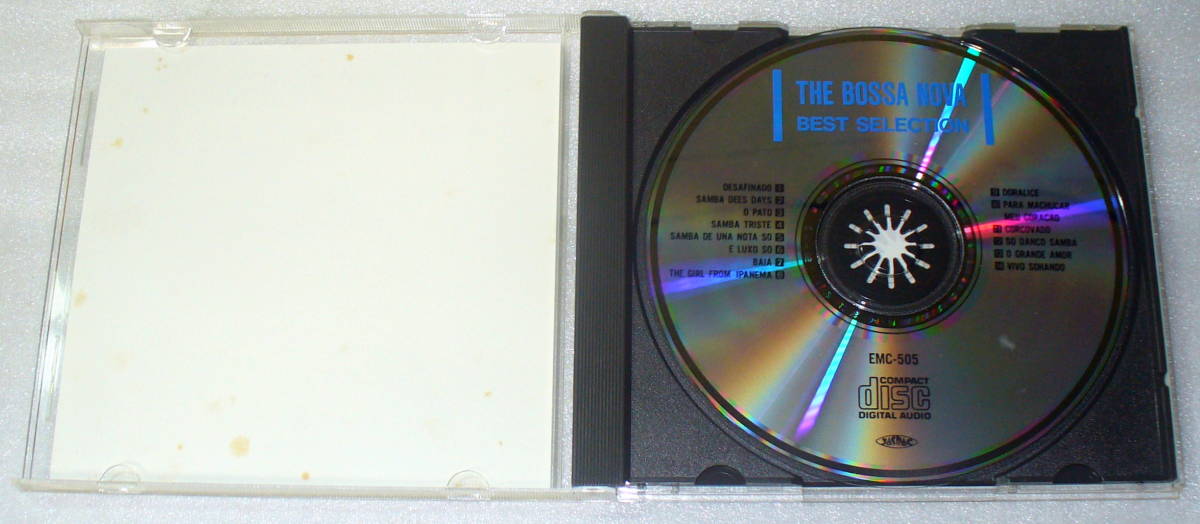 THE BOSSA NOVA
BEST SELECTION
DESAFINADO 1
SAMBA DEES DAYS 2
O PATO 3
SAMBA TRISTE 4
SAMBA DE UNA NOTA SO 5
E LUXO SO 6
BAIA 7
THE GIRL FROM IPANEMA 8
9 DORALICE
10 PARA MACHUCAR
MEU CORACAO
11 CORCOVADO
12 SO DANCO SAMBA
13 O GRANDE AMOR
14 VIVO SOHANDO
EMC-505
COMPACT
disc
DIGITAL AUDIO